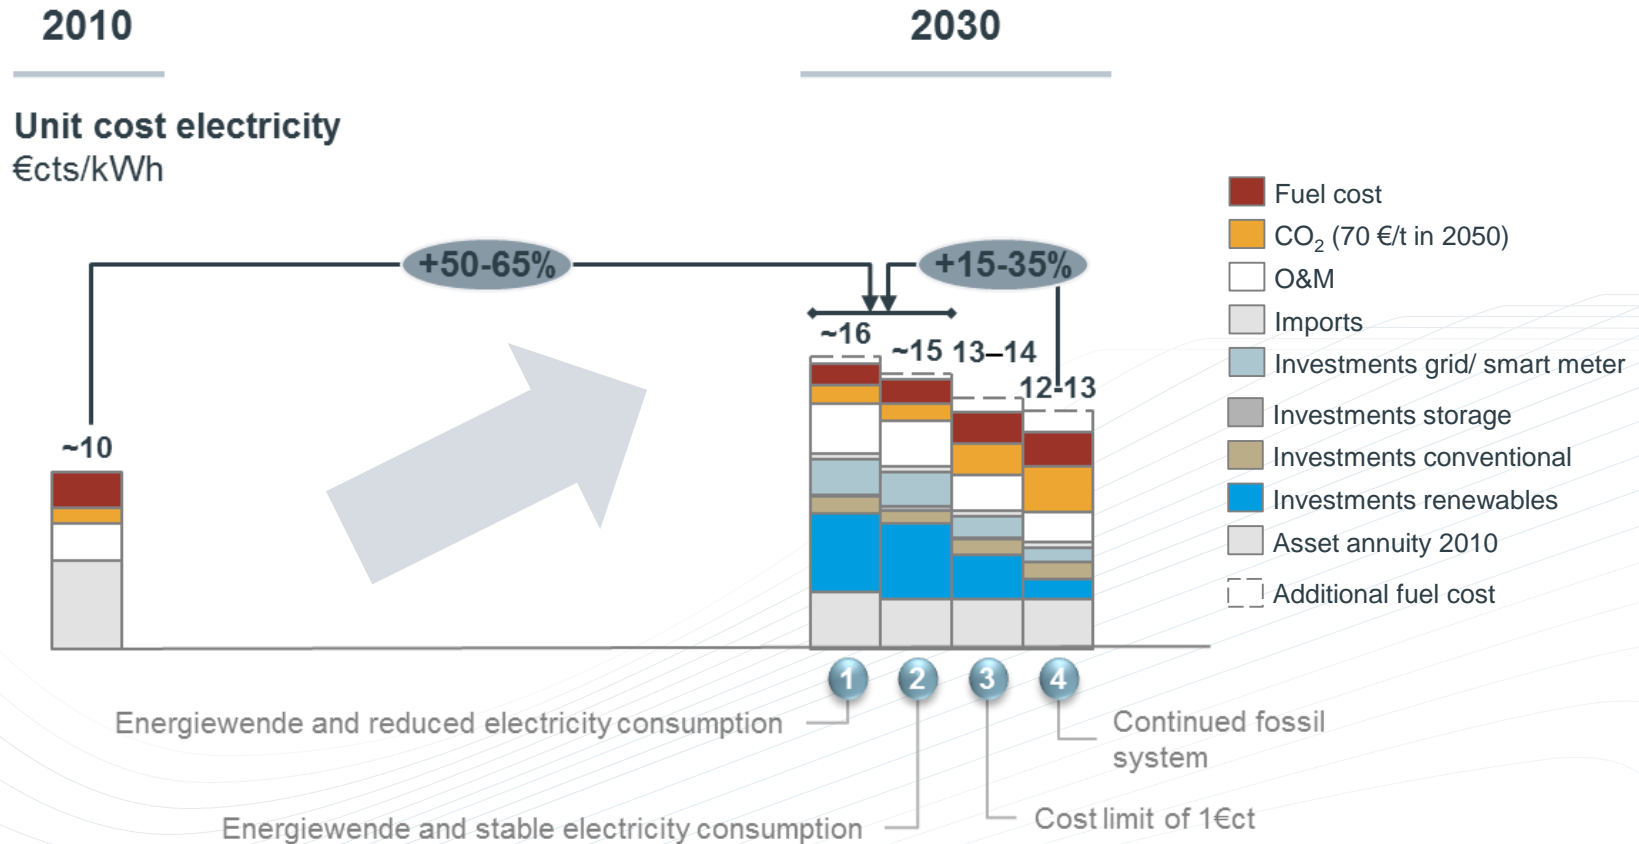 2010
2030
Unit cost electricity
€cts/kWh
+50-65%
+15-35%
~10
~16
~15
13–14
12-13
Fuel cost
CO₂ (70 €/t in 2050)
O&M
Imports
Investments grid/ smart meter
Investments storage
Investments conventional
Investments renewables
Asset annuity 2010
Additional fuel cost
1
2
3
4
Energiewende and reduced electricity consumption
Continued fossil
system
Energiewende and stable electricity consumption
Cost limit of 1€ct